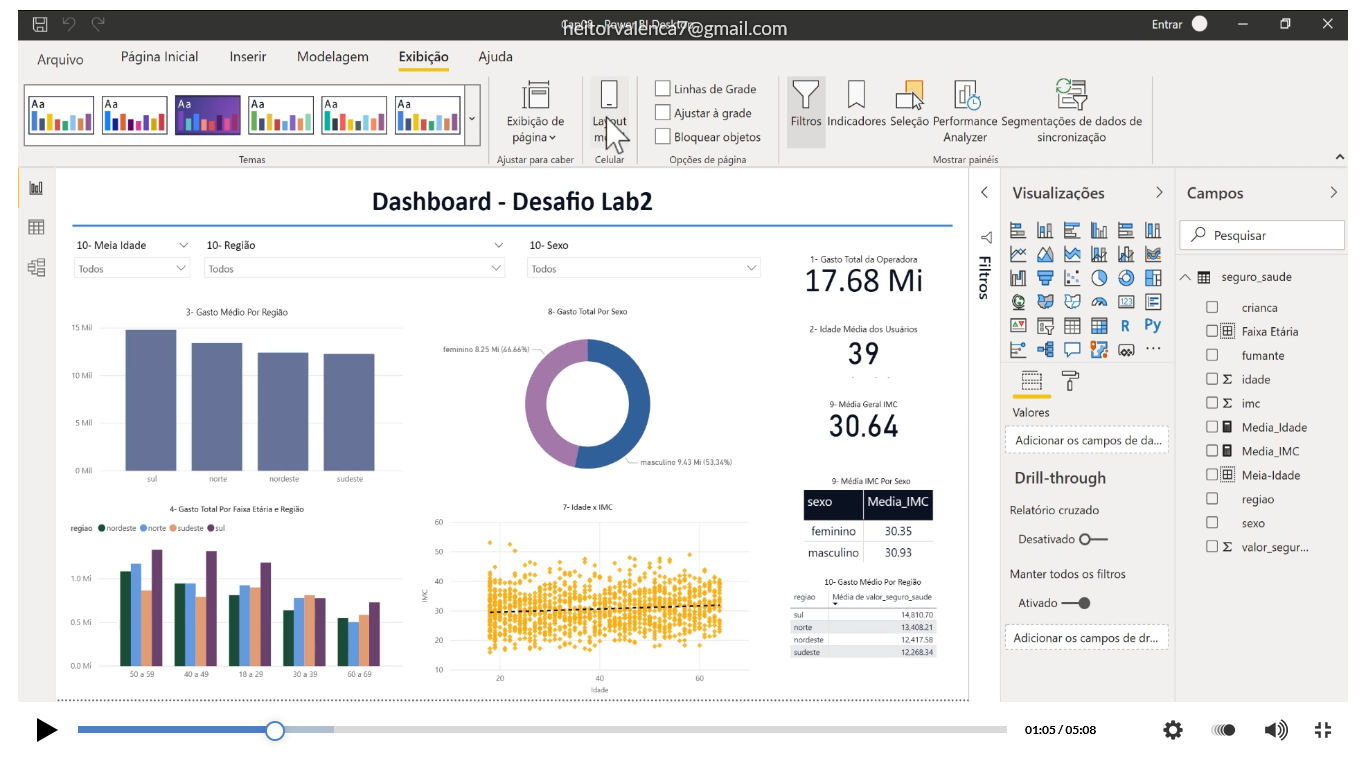 heitorvalenca7@gmail.com
Entrar
Arquivo Página Inicial Inserir Modelagem Exibição Ajuda
Aa Aa Aa Aa Aa Aa
Temas
Exibição de
página
Ajustar para caber
Layout
Celular
Linhas de Grade
Ajustar à grade
Bloquear objetos
Opções de página
Filtros Indicadores Seleção Performance
Analyzer
Segmentações de dados de
sincronização
Mostrar painéis
Dashboard - Desafio Lab2
10- Meia Idade
Todos
10- Região
Todos
10- Sexo
Todos
1- Gasto Total da Operadora
17.68 Mi
2- Idade Média dos Usuários
39
9- Média Geral IMC
30.64
3- Gasto Médio Por Região
15 Mil
10 Mil
5 Mil
0 Mil
sul norte nordeste sudeste
8- Gasto Total Por Sexo
feminino 8.25 Mi (46.66%)
masculino 9.43 Mi (53.34%)
9- Média IMC Por Sexo
sexo Media_IMC
feminino 30.35
masculino 30.93
4- Gasto Total Por Faixa Etária e Região
regiao nordeste norte sudeste sul
1.0 Mi
0.5 Mi
0.0 Mi
50 a 59 40 a 49 18 a 29 30 a 39 60 a 69
7- Idade x IMC
60
50
40
30
20
10
IMC
20 40 60
Idade
10- Gasto Médio Por Região
regiao Média de valor_seguro_saude
sul 14,810.70
norte 13,408.21
nordeste 12,417.58
sudeste 12,268.34
Filtros
Visualizações
123
R Py
Valores
Adicionar os campos de da...
Drill-through
Relatório cruzado
Desativado
Manter todos os filtros
Ativado
Adicionar os campos de dr...
Campos
Pesquisar
seguro_saude
crianca
Faixa Etária
fumante
Σ idade
Σ imc
Media_Idade
Media_IMC
Meia-Idade
regiao
sexo
Σ valor_segur...
01:05 / 05:08